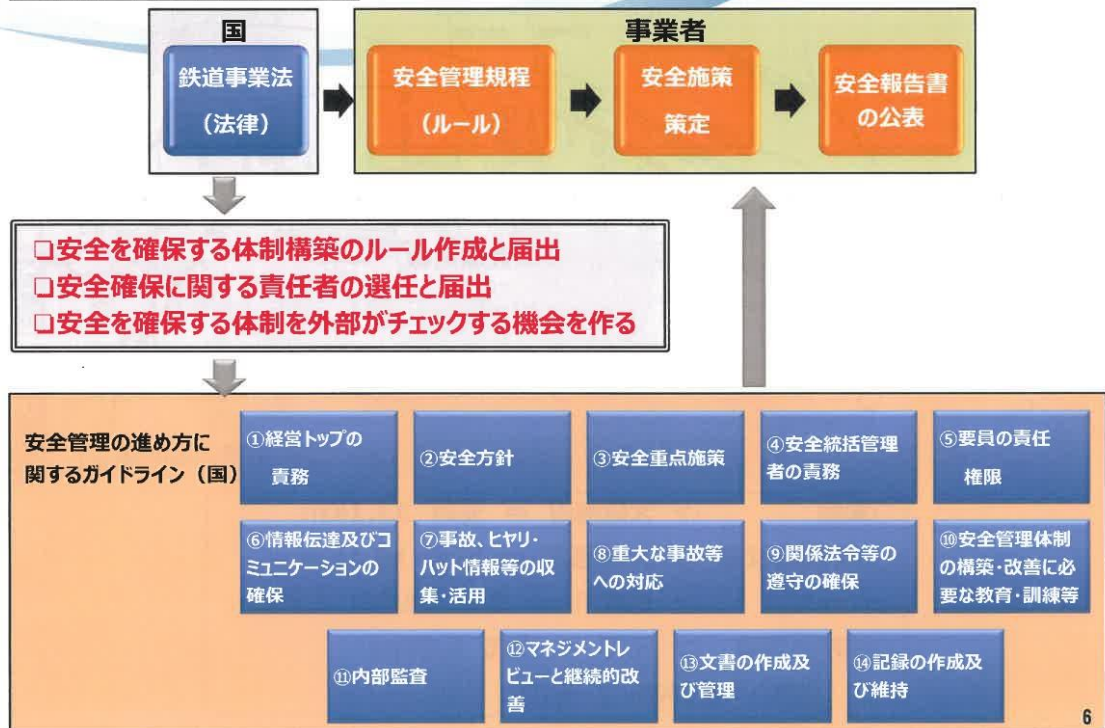 国
事業者
鉄道事業法
（法律）
安全管理規程
（ルール）
安全施策
策定
安全報告書
の公表
□安全を確保する体制構築のルール作成と届出
□安全確保に関する責任者の選任と届出
□安全を確保する体制を外部がチェックする機会を作る
安全管理の進め方に
関するガイドライン（国）
①経営トップの
責務
②安全方針
③安全重点施策
④安全統括管理
者の責務
⑤要員の責任
権限
⑥情報伝達及びコ
ミュニケーションの
確保
⑦事故、ヒヤリ・
ハット情報等の収
集・活用
⑧重大な事故等
への対応
⑨関係法令等の
遵守の確保
⑩安全管理体制
の構築・改善に必
要な教育・訓練等
⑪内部監査
⑫マネジメントレ
ビューと継続的改
善
⑬文書の作成及
び管理
⑭記録の作成及
び維持
6